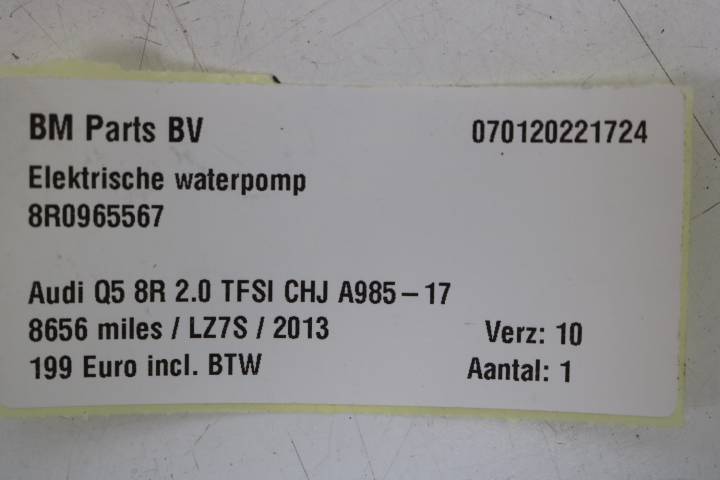 BM Parts BV 070120221724
Elektrische waterpomp
8R0965567
Audi Q5 8R 2.0 TFSI CHJ A985-17
8656 miles / LZ7S / 2013 Verz: 10
199 Euro incl. BTW Aantal: 1